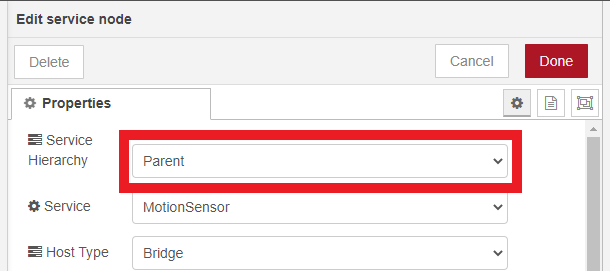 Edit service node
Delete
Cancel
Done
Properties
Service
Hierarchy
Parent
Service
MotionSensor
Host Type
Bridge